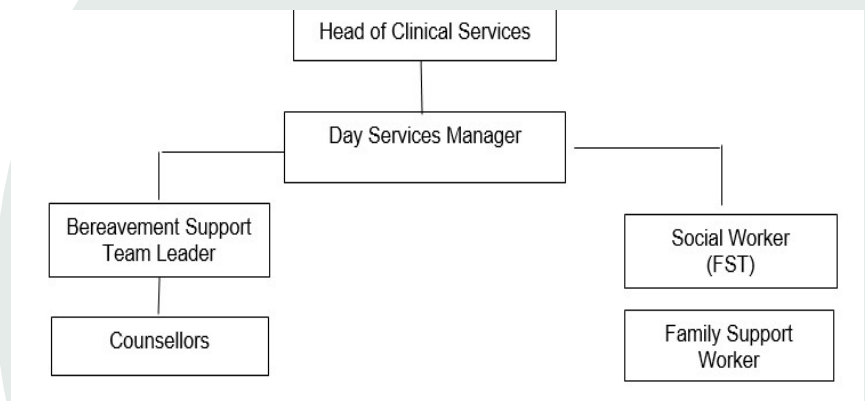 Head of Clinical Services
Day Services Manager
Bereavement Support
Team Leader
Social Worker
(FST)
Counsellors
Family Support
Worker